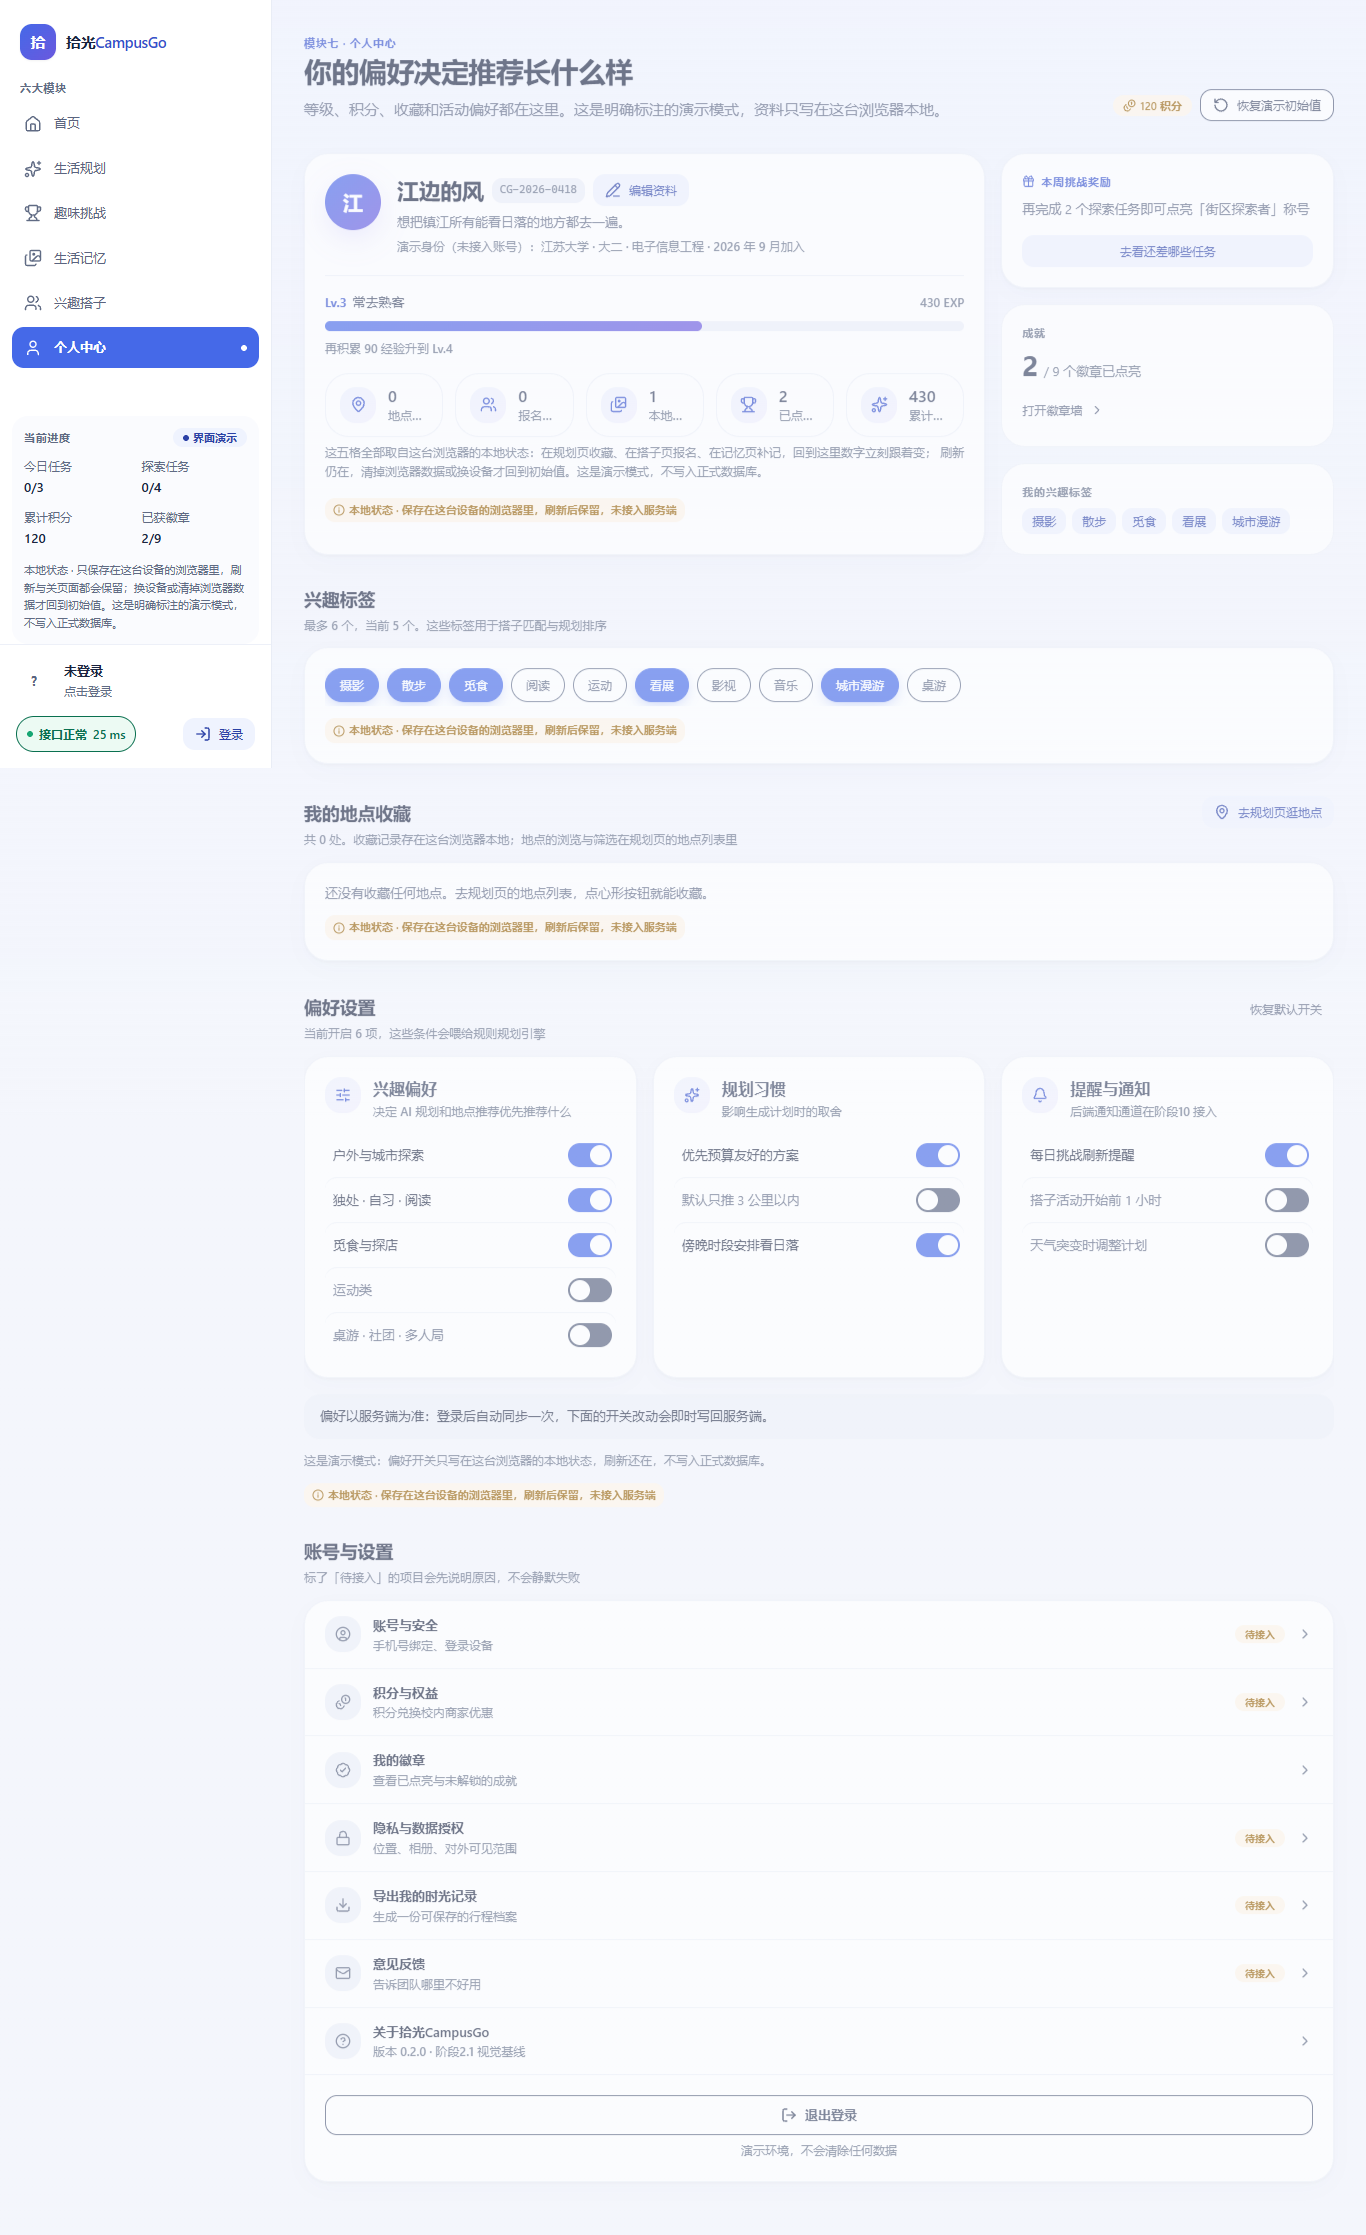 拾 拾光CampusGo
六大模块
首页
生活规划
趣味挑战
生活记忆
兴趣搭子
个人中心
当前进度
界面演示
今日任务
探索任务
0/3
0/4
累计积分
已获徽章
120
2/9
本地状态 · 只保存在这台设备的浏览器里，刷
新与关页面都会保留；换设备或清掉浏览器数
据才回到初始值。这是明确标注的演示模式，
不写入正式数据库。
?
未登录
点击登录
接口正常 25 ms
登录
模块七 · 个人中心
你的偏好决定推荐长什么样
等级、积分、收藏和活动偏好都在这里。这是明确标注的演示模式，资料只写在这台浏览器本地。
120 积分
恢复演示初始值
江
江边的风
CG-2026-0418
编辑资料
想把镇江所有能看日落的地方都去一遍。
演示身份（未接入账号）：江苏大学 · 大二 · 电子信息工程 · 2026 年 9 月加入
Lv.3 常去熟客
430 EXP
再积累 90 经验升到 Lv.4
0
地点...
0
报名...
1
本地...
2
已点...
430
累计...
这五格全部取自这台浏览器的本地状态：在规划页收藏、在搭子页报名、在记忆页补记，回到这里数字立刻跟着变； 刷新
仍在，清掉浏览器数据或换设备才回到初始值。这是演示模式，不写入正式数据库。
本地状态 · 保存在这台设备的浏览器里，刷新后保留，未接入服务端
本周挑战奖励
再完成 2 个探索任务即可点亮「街区探索者」称号
去看还差哪些任务
成就
2 / 9 个徽章已点亮
打开徽章墙
我的兴趣标签
摄影
散步
觅食
看展
城市漫游
兴趣标签
最多 6 个，当前 5 个。这些标签用于搭子匹配与规划排序
摄影
散步
觅食
阅读
运动
看展
影视
音乐
城市漫游
桌游
本地状态 · 保存在这台设备的浏览器里，刷新后保留，未接入服务端
我的地点收藏
去规划页逛地点
共 0 处。收藏记录存在这台浏览器本地；地点的浏览与筛选在规划页的地点列表里
还没有收藏任何地点。去规划页的地点列表，点心形按钮就能收藏。
本地状态 · 保存在这台设备的浏览器里，刷新后保留，未接入服务端
偏好设置
恢复默认开关
当前开启 6 项，这些条件会喂给规则规划引擎
兴趣偏好
决定 AI 规划和地点推荐优先推荐什么
户外与城市探索
独处 · 自习 · 阅读
觅食与探店
运动类
桌游 · 社团 · 多人局
规划习惯
影响生成计划时的取舍
优先预算友好的方案
默认只推 3 公里以内
傍晚时段安排看日落
提醒与通知
后端通知通道在阶段10 接入
每日挑战刷新提醒
搭子活动开始前 1 小时
天气突变时调整计划
偏好以服务端为准：登录后自动同步一次，下面的开关改动会即时写回服务端。
这是演示模式：偏好开关只写在这台浏览器的本地状态，刷新还在，不写入正式数据库。
本地状态 · 保存在这台设备的浏览器里，刷新后保留，未接入服务端
账号与设置
标了「待接入」的项目会先说明原因，不会静默失败
账号与安全
手机号绑定、登录设备
待接入
积分与权益
积分兑换校内商家优惠
待接入
我的徽章
查看已点亮与未解锁的成就
隐私与数据授权
位置、相册、对外可见范围
待接入
导出我的时光记录
生成一份可保存的行程档案
待接入
意见反馈
告诉团队哪里不好用
待接入
关于拾光CampusGo
版本 0.2.0 · 阶段2.1 视觉基线
退出登录
演示环境，不会清除任何数据